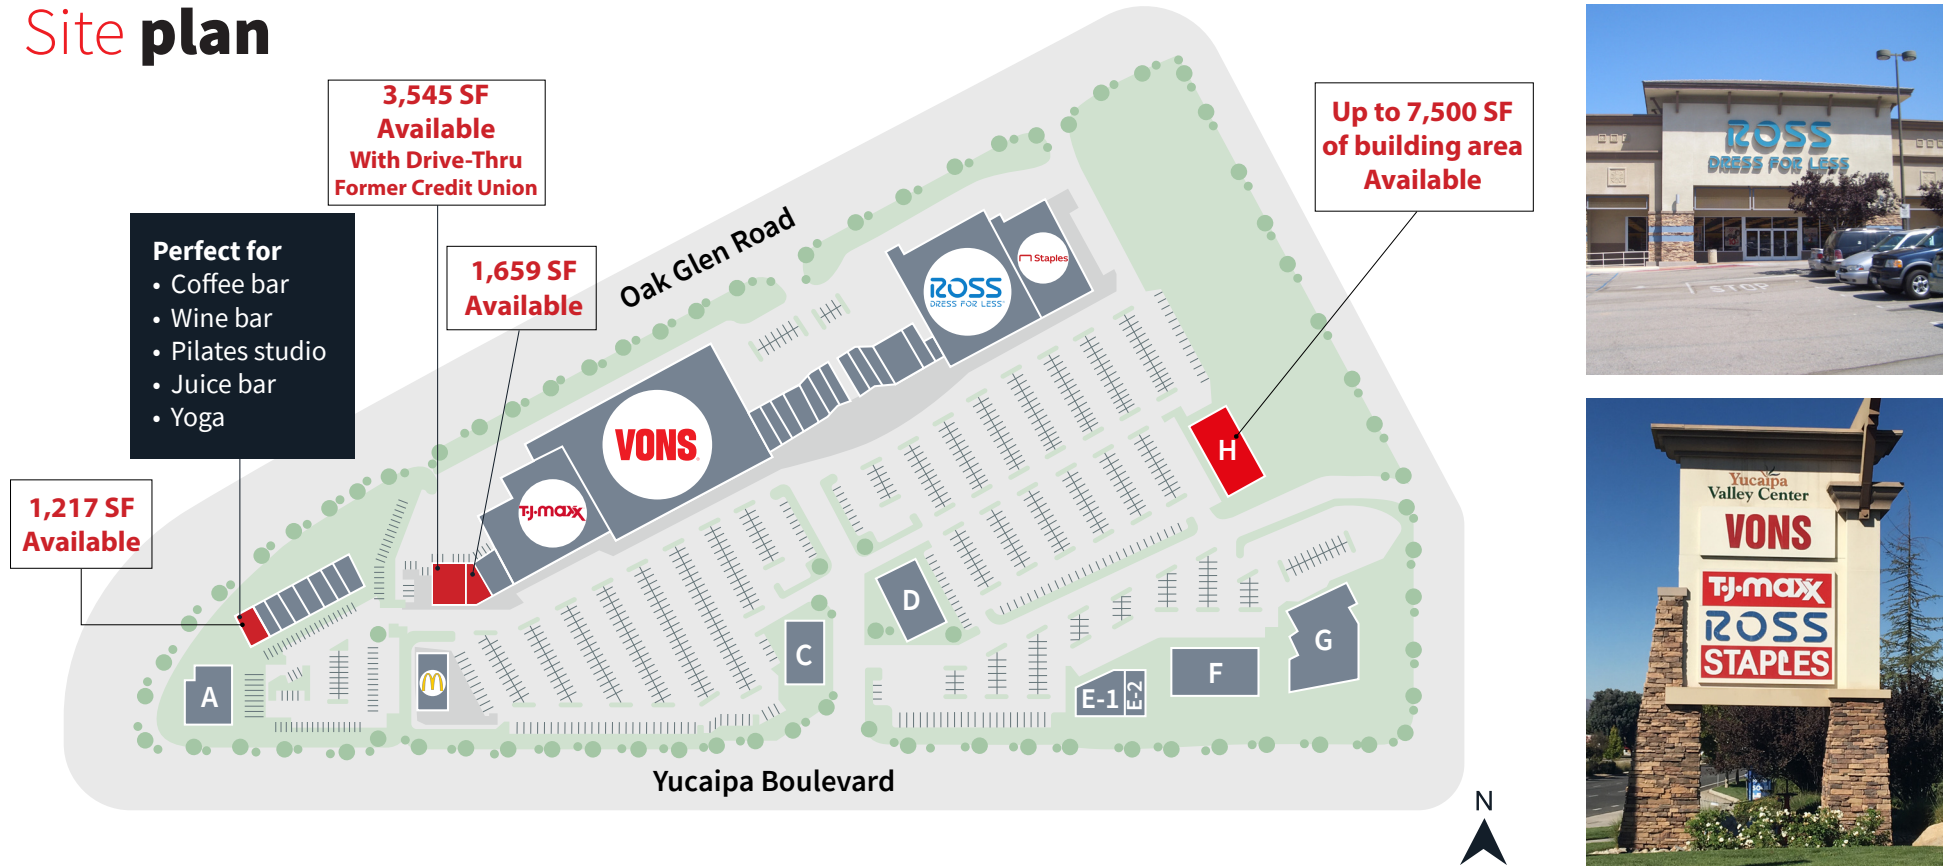 Site plan
3,545 SF
Available
With Drive-Thru
Former Credit Union
Up to 7,500 SF
of building area
Available
Perfect for
• Coffee bar
• Wine bar
• Pilates studio
• Juice bar
• Yoga
1,659 SF
Available
1,217 SF
Available
Oak Glen Road
ROSS
DRESS FOR LESS
Staples
VONS
T·J·maxx
H
D
C
A
E-1
E-2
F
G
Yucaipa Boulevard
N
ROSS
DRESS FOR LESS
STOP
Yucaipa
Valley Center
VONS
T·J·maxx
ROSS
STAPLES